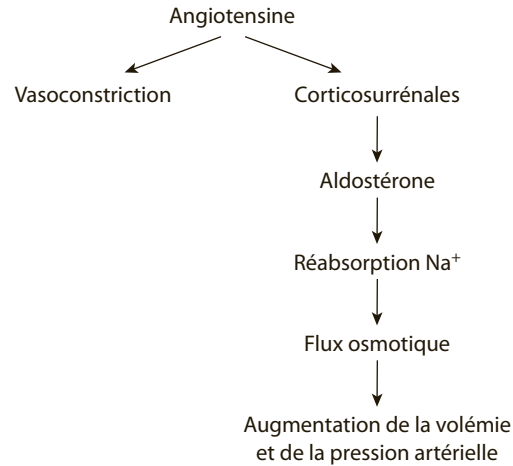 Angiotensine
Vasoconstriction
Corticosurrénales
Aldostérone
Réabsorption Na⁺
Flux osmotique
Augmentation de la volémie
et de la pression artérielle